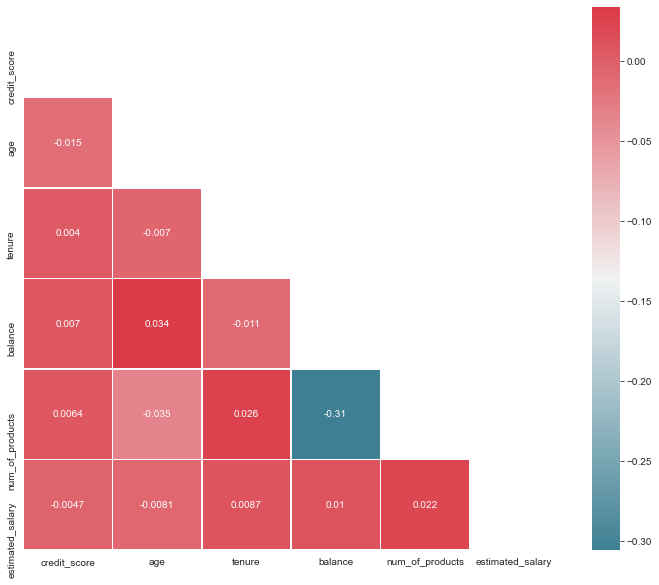 credit_score
age
-0.015
tenure
0.004 -0.007
balance
0.007 0.034 -0.011
num_of_products
0.0064 -0.035 0.026 -0.31
estimated_salary
-0.0047 -0.0081 0.0087 0.01 0.022
credit_score age tenure balance num_of_products estimated_salary
0.00
−0.05
−0.10
−0.15
−0.20
−0.25
−0.30